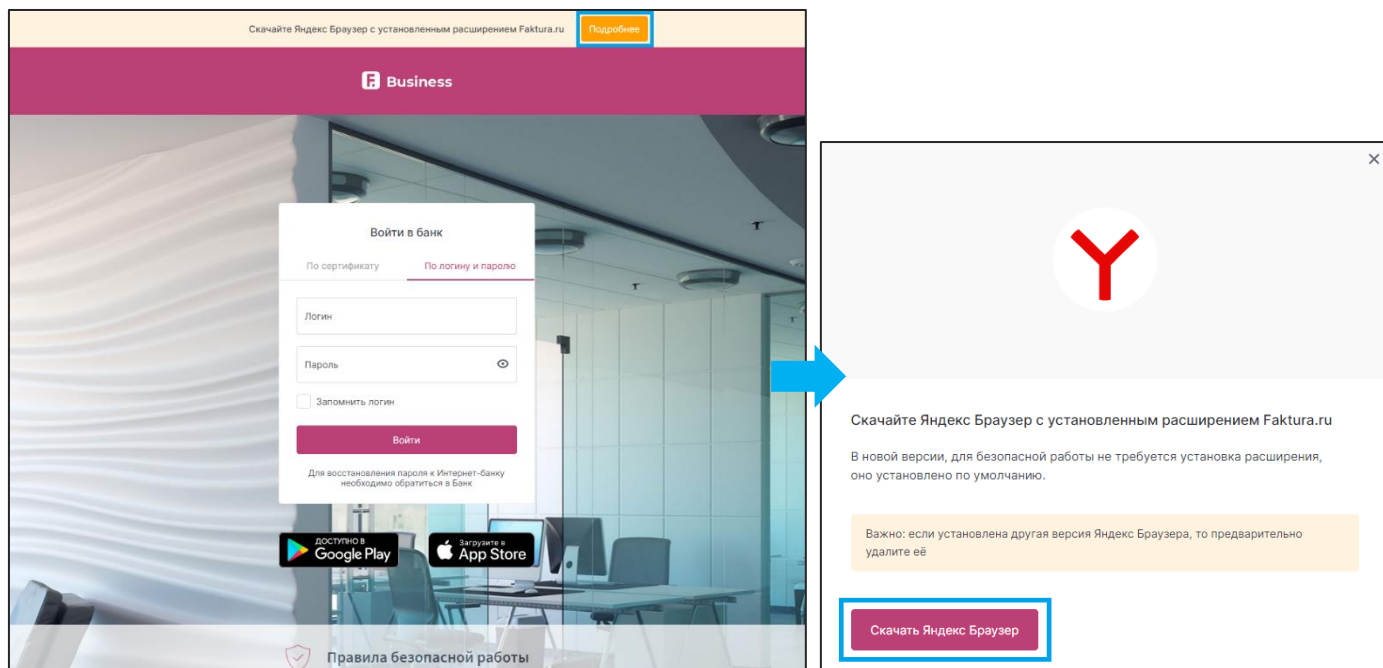 Скачайте Яндекс Браузер с установленным расширением Faktura.ru Подробнее
F. Business
Войти в банк
По сертификату По логину и паролю
Логин
Пароль
Запомнить логин
Войти
Для восстановления пароля к Интернет-банку
необходимо обратиться в Банк
ДОСТУПНО В
Google Play
Загрузите в
App Store
Правила безопасной работы
Скачайте Яндекс Браузер с установленным расширением Faktura.ru
В новой версии, для безопасной работы не требуется установка расширения,
оно установлено по умолчанию.
Важно: если установлена другая версия Яндекс Браузера, то предварительно
удалите её
Скачать Яндекс Браузер